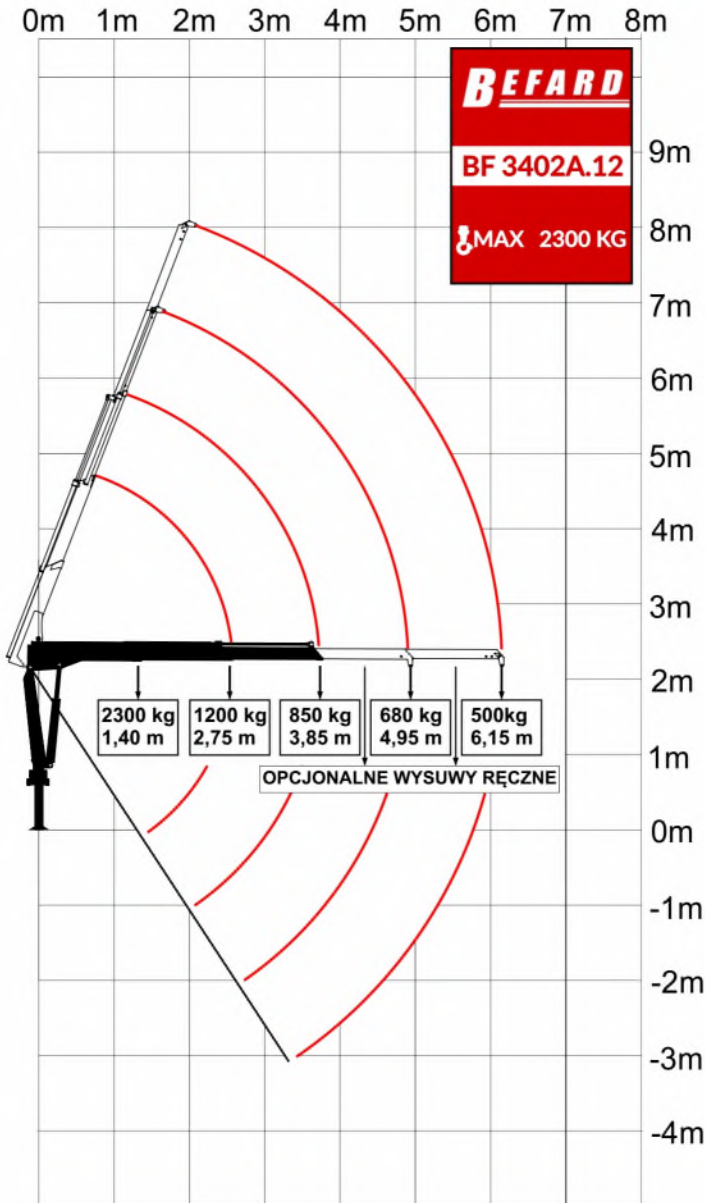 0m 1m 2m 3m 4m 5m 6m 7m 8m
BEFARD
BF 3402A.12
MAX 2300 KG
9m
8m
7m
6m
5m
4m
3m
2m
2300 kg
1,40 m
1200 kg
2,75 m
850 kg
3,85 m
680 kg
4,95 m
500kg
6,15 m
1m
OPCJONALNE WYSUWY RĘCZNE
0m
-1m
-2m
-3m
-4m